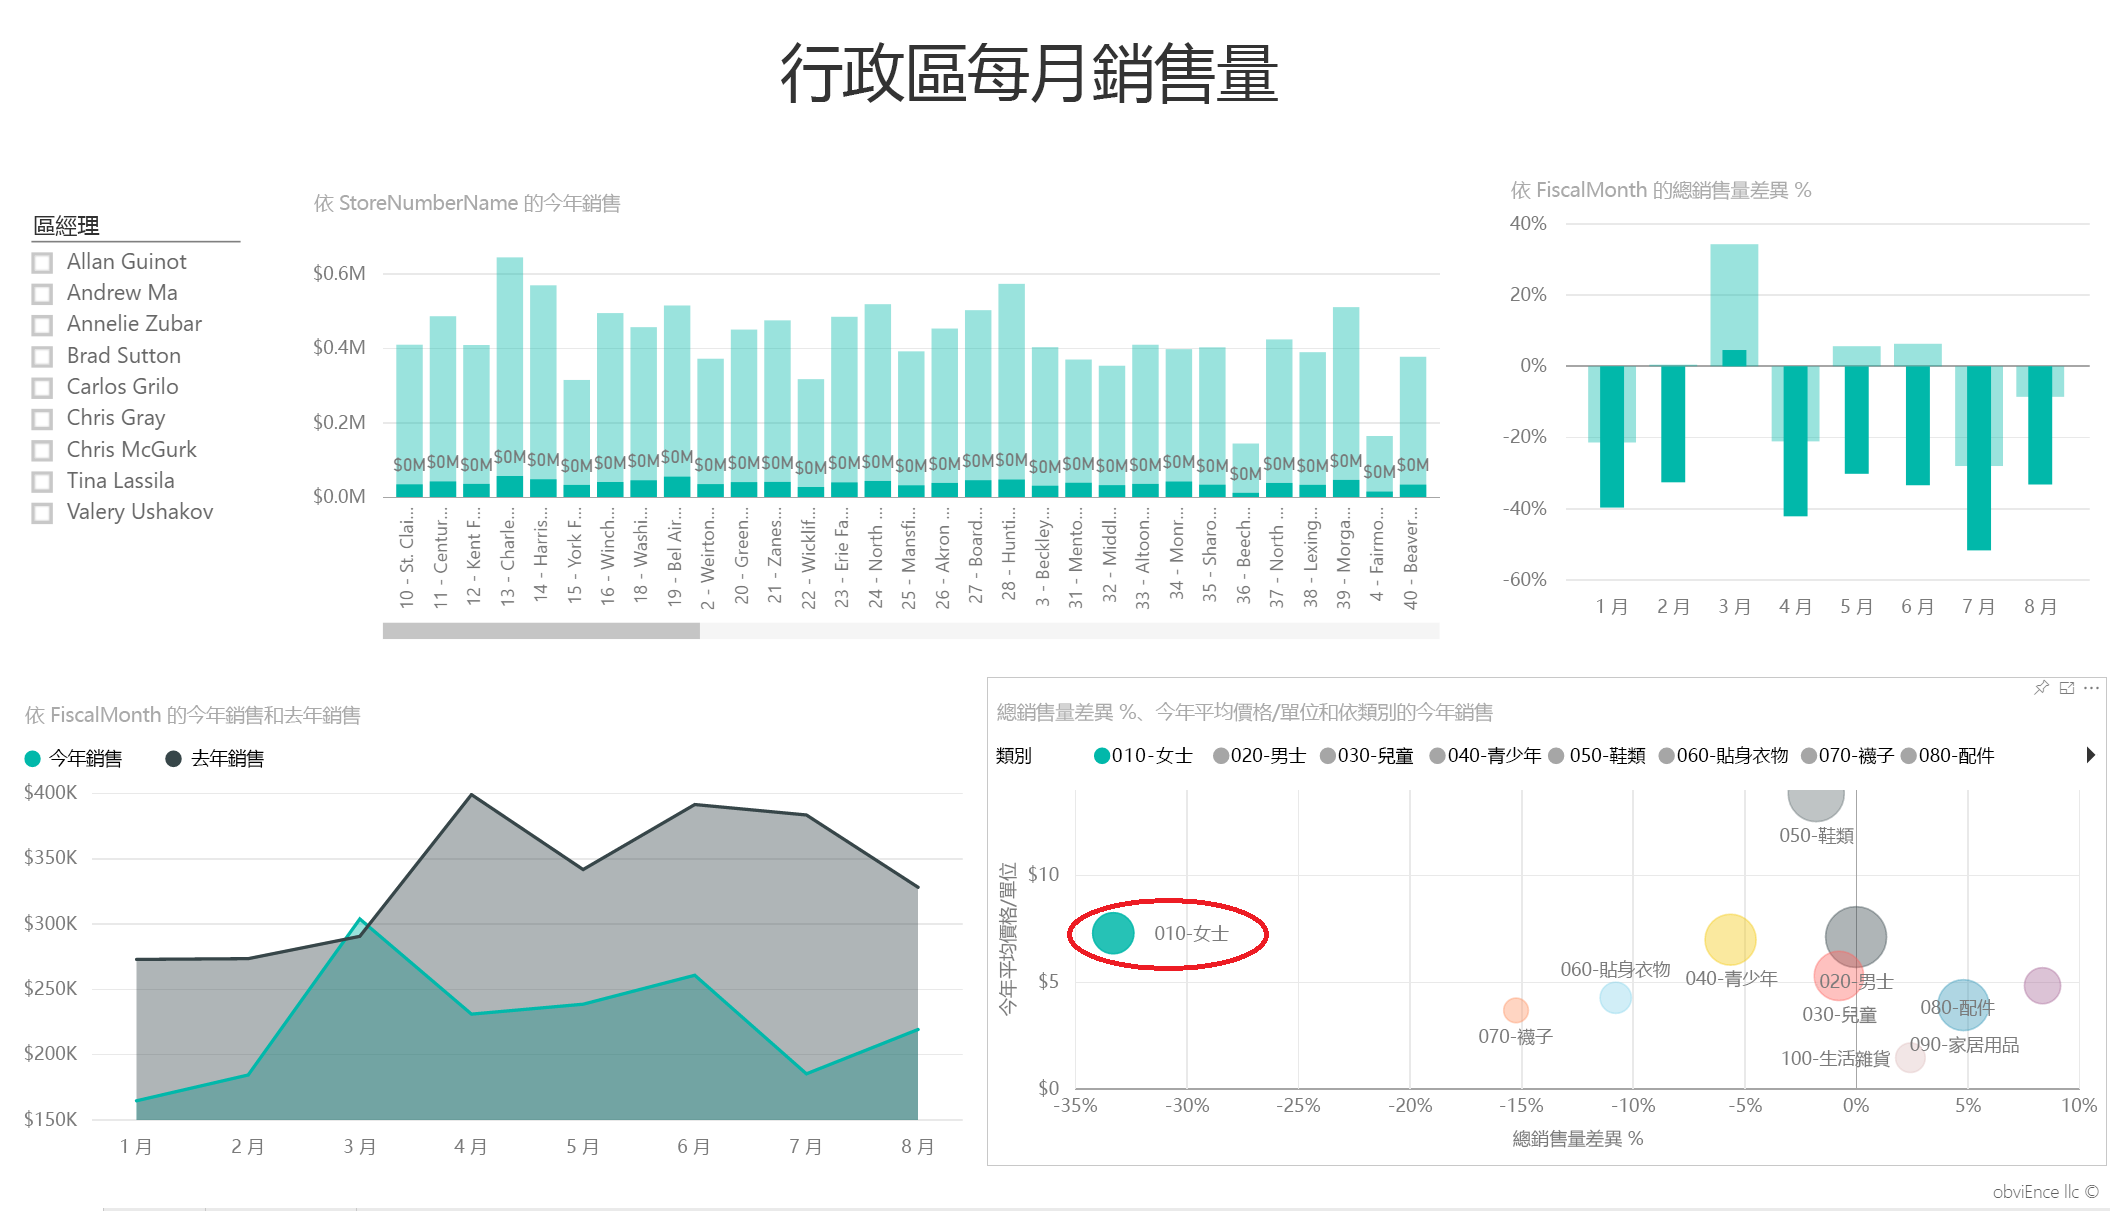 行政區每月銷售量
區經理
Allan Guinot
Andrew Ma
Annelie Zubar
Brad Sutton
Carlos Grilo
Chris Gray
Chris McGurk
Tina Lassila
Valery Ushakov
依 StoreNumberName 的今年銷售
$0.6M
$0.4M
$0.2M
$0.0M
$0M $0M $0M $0M $0M $0M $0M $0M $0M $0M $0M $0M $0M $0M $0M $0M $0M $0M $0M $0M $0M $0M $0M $0M $0M $0M $0M $0M $0M $0M $0M
10 - St. Clai...
11 - Centur...
12 - Kent F...
13 - Charle...
14 - Harris...
15 - York F...
16 - Winch...
18 - Washi...
19 - Bel Air...
2 - Weirton...
20 - Green...
21 - Zanes...
22 - Wicklif...
23 - Erie Fa...
24 - North ...
25 - Mansfi...
26 - Akron ...
27 - Board...
28 - Hunti...
3 - Beckley...
31 - Mento...
32 - Middl...
33 - Altoon...
34 - Monr...
35 - Sharo...
36 - Beech...
37 - North ...
38 - Lexing...
39 - Morga...
4 - Fairmo...
40 - Beaver...
依 FiscalMonth 的總銷售量差異 %
40%
20%
0%
-20%
-40%
-60%
1 月 2 月 3 月 4 月 5 月 6 月 7 月 8 月
依 FiscalMonth 的今年銷售和去年銷售
今年銷售 去年銷售
$400K
$350K
$300K
$250K
$200K
$150K
1 月 2 月 3 月 4 月 5 月 6 月 7 月 8 月
總銷售量差異 %、今年平均價格/單位和依類別的今年銷售
類別 010-女士 020-男士 030-兒童 040-青少年 050-鞋類 060-貼身衣物 070-襪子 080-配件
今年平均價格/單位
$10
$5
$0
050-鞋類
010-女士
060-貼身衣物
040-青少年
020-男士
030-兒童
080-配件
070-襪子
090-家居用品
100-生活雜貨
-35% -30% -25% -20% -15% -10% -5% 0% 5% 10%
總銷售量差異 %
obviEnce llc ©